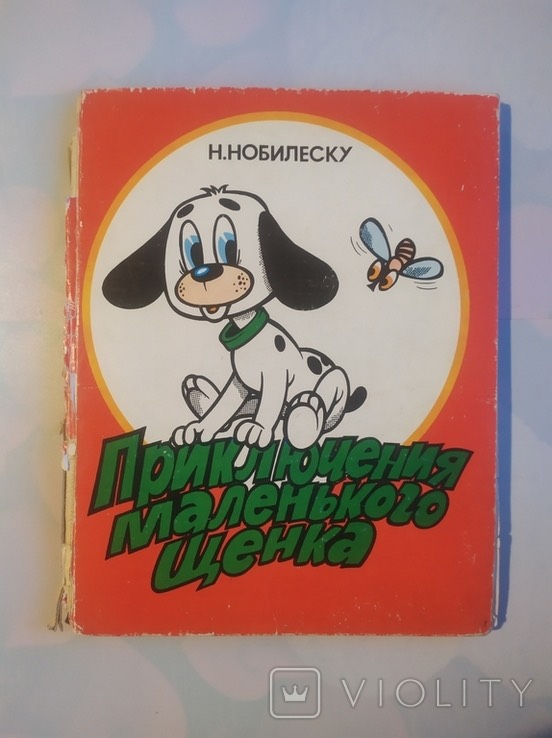 Н.НОБИЛЕСКУ
Приключения
маленького
щенка
VIOLITY